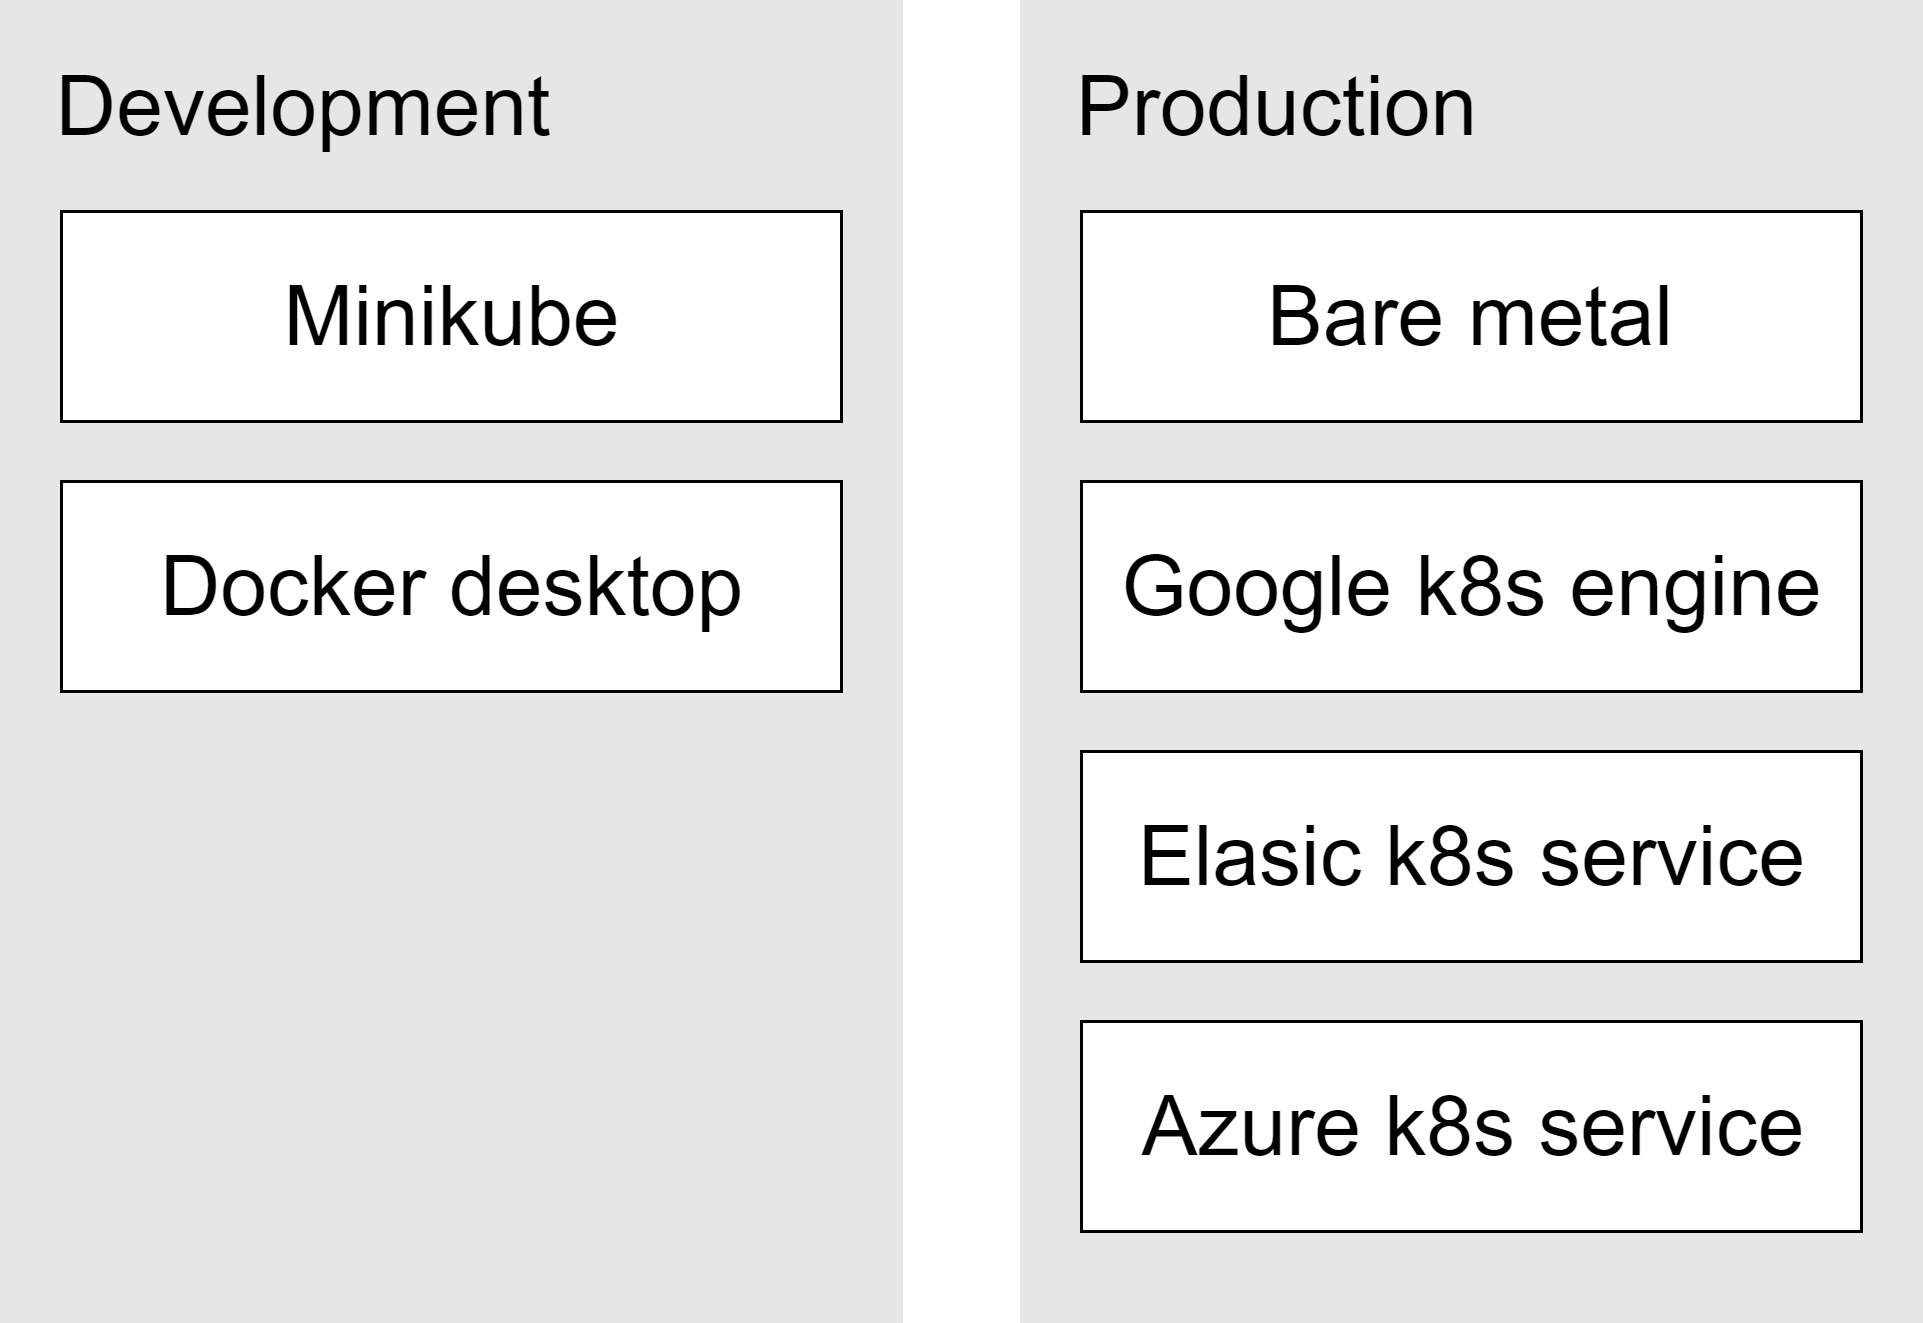 Development
Minikube
Docker desktop
Production
Bare metal
Google k8s engine
Elasic k8s service
Azure k8s service